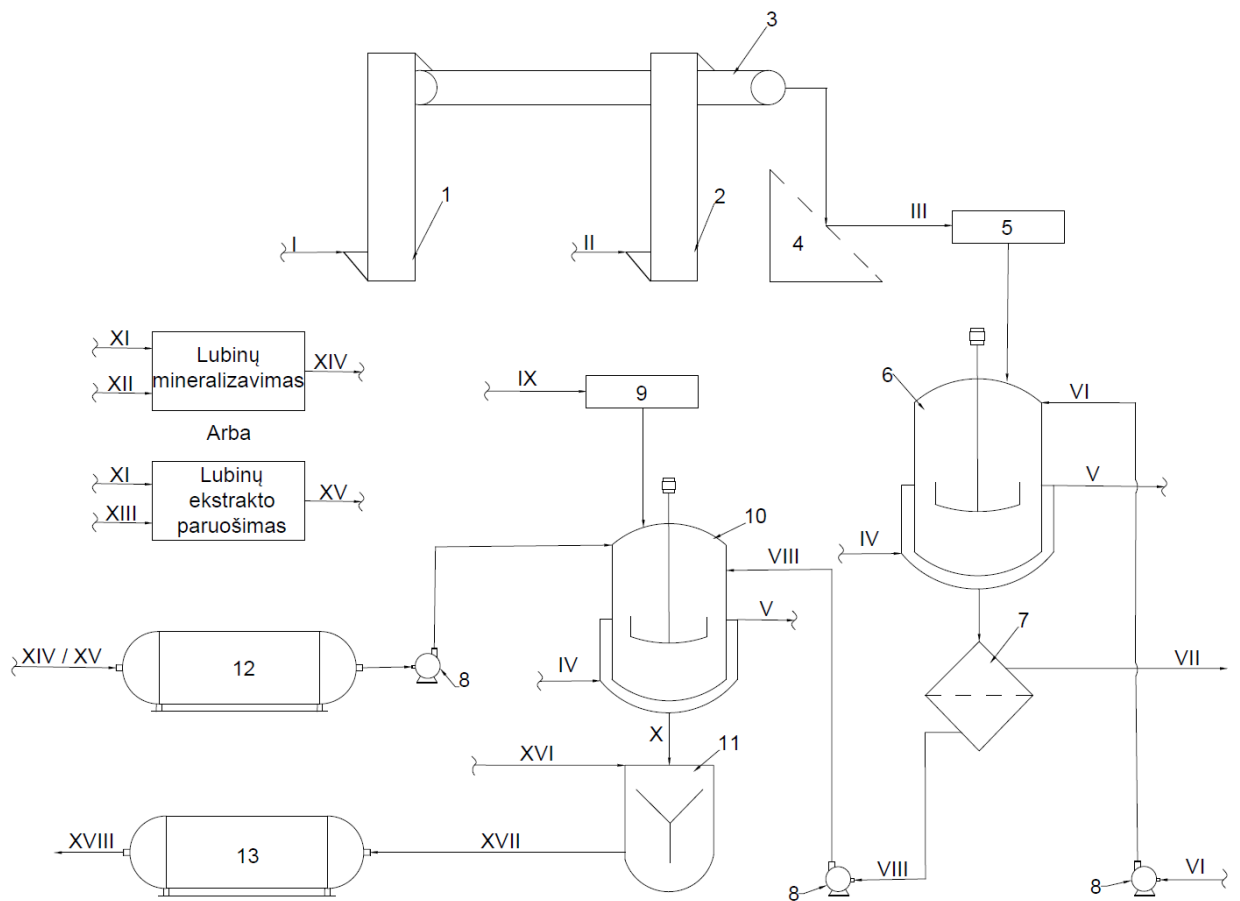 3
1
2
I
II
4
III
5
XI
XII
Lubinų
mineralizavimas
XIV
Arba
XI
XIII
Lubinų
ekstrakto
paruošimas
XV
IX
9
6
VI
V
IV
10
VIII
V
IV
7
VII
XIV / XV
12
8
X
11
XVI
XVII
XVIII
13
8
VIII
8
VI